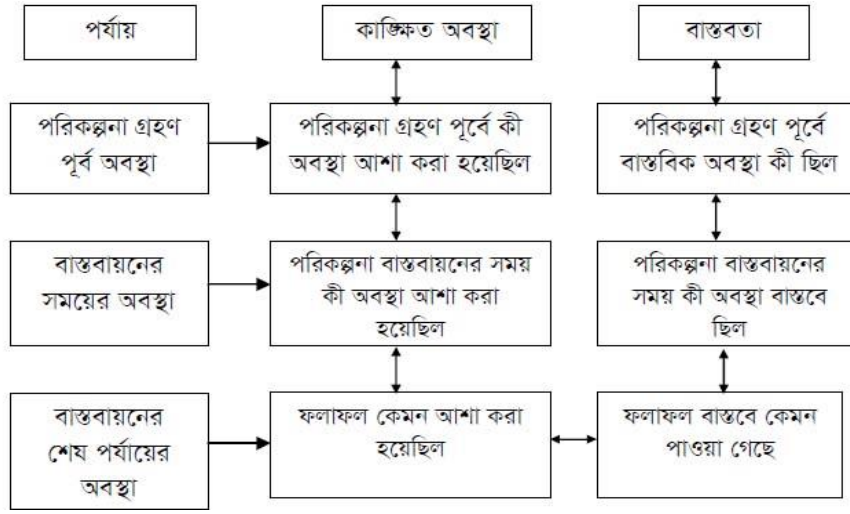 পর্যায়
কাঙ্ক্ষিত অবস্থা
বাস্তবতা
পরিকল্পনা গ্রহণ
পূর্ব অবস্থা
পরিকল্পনা গ্রহণ পূর্বে কী
অবস্থা আশা করা হয়েছিল
পরিকল্পনা গ্রহণ পূর্বে
বাস্তবিক অবস্থা কী ছিল
বাস্তবায়নের
সময়ের অবস্থা
পরিকল্পনা বাস্তবায়নের সময়
কী অবস্থা আশা করা
হয়েছিল
পরিকল্পনা বাস্তবায়নের
সময় কী অবস্থা বাস্তবে
ছিল
বাস্তবায়নের
শেষ পর্যায়ের
অবস্থা
ফলাফল কেমন আশা করা
হয়েছিল
ফলাফল বাস্তবে কেমন
পাওয়া গেছে